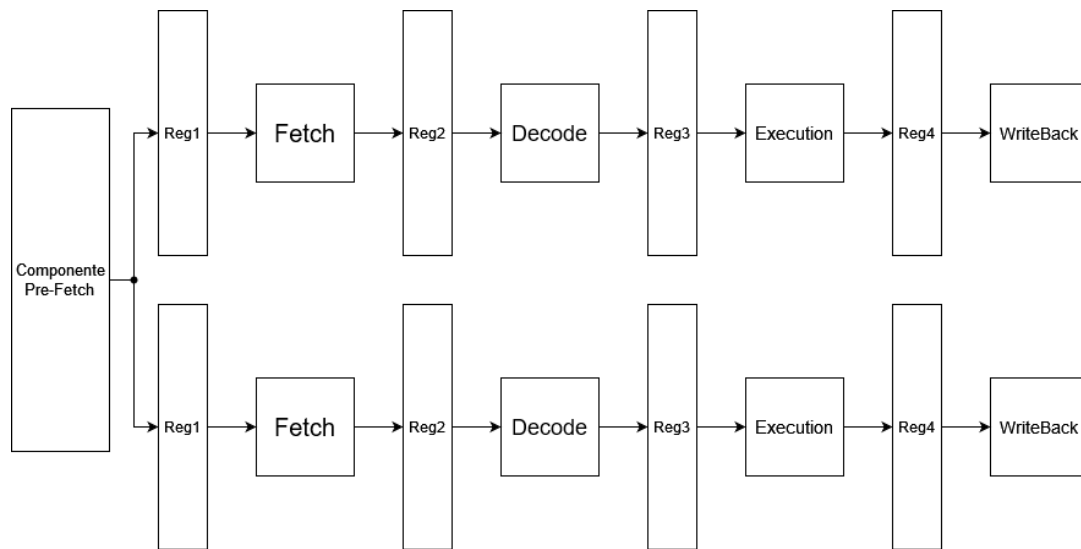 Componente
Pre-Fetch
Reg1
Fetch
Reg2
Decode
Reg3
Execution
Reg4
WriteBack
Reg1
Fetch
Reg2
Decode
Reg3
Execution
Reg4
WriteBack